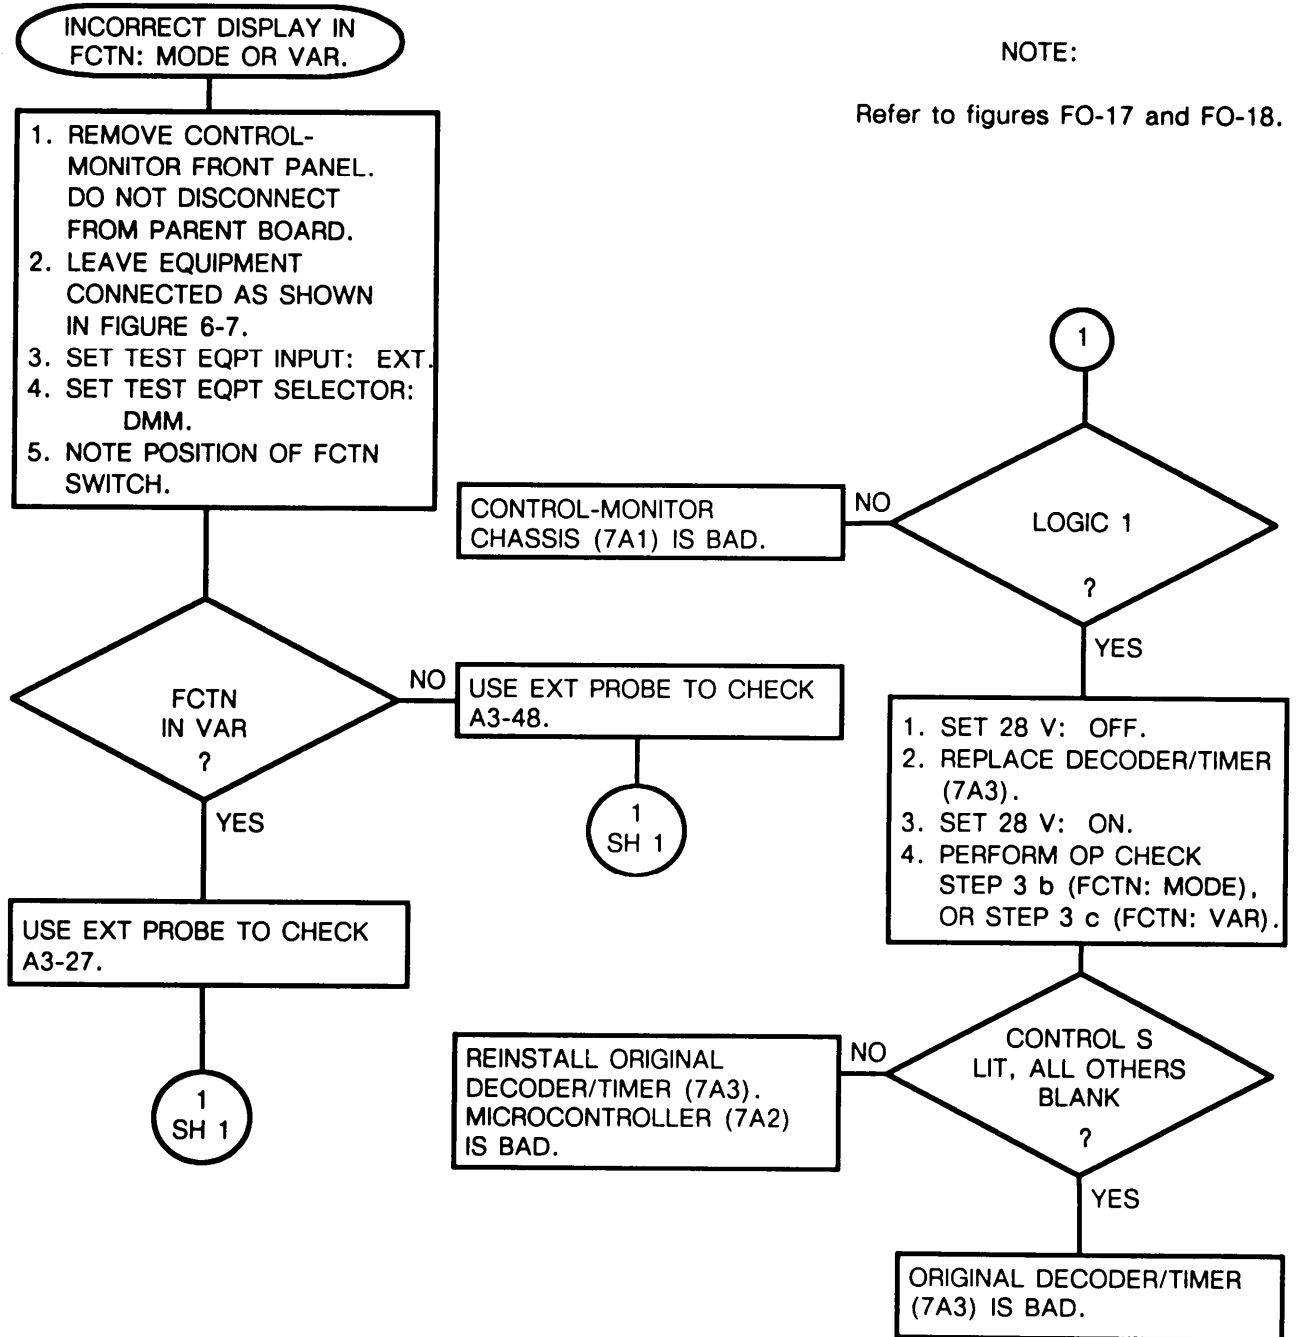 INCORRECT DISPLAY IN
FCTN: MODE OR VAR.
NOTE:
Refer to figures FO-17 and FO-18.
1. REMOVE CONTROL-
MONITOR FRONT PANEL.
DO NOT DISCONNECT
FROM PARENT BOARD.
2. LEAVE EQUIPMENT
CONNECTED AS SHOWN
IN FIGURE 6-7.
3. SET TEST EQPT INPUT: EXT.
4. SET TEST EQPT SELECTOR:
DMM.
5. NOTE POSITION OF FCTN
SWITCH.
FCTN
IN VAR
?
NO
USE EXT PROBE TO CHECK
A3-48.
1
SH 1
YES
USE EXT PROBE TO CHECK
A3-27.
1
SH 1
1
LOGIC 1
?
NO
CONTROL-MONITOR
CHASSIS (7A1) IS BAD.
YES
1. SET 28 V: OFF.
2. REPLACE DECODER/TIMER
(7A3).
3. SET 28 V: ON.
4. PERFORM OP CHECK
STEP 3 b (FCTN: MODE),
OR STEP 3 c (FCTN: VAR).
CONTROL S
LIT, ALL OTHERS
BLANK
?
NO
REINSTALL ORIGINAL
DECODER/TIMER (7A3).
MICROCONTROLLER (7A2)
IS BAD.
YES
ORIGINAL DECODER/TIMER
(7A3) IS BAD.